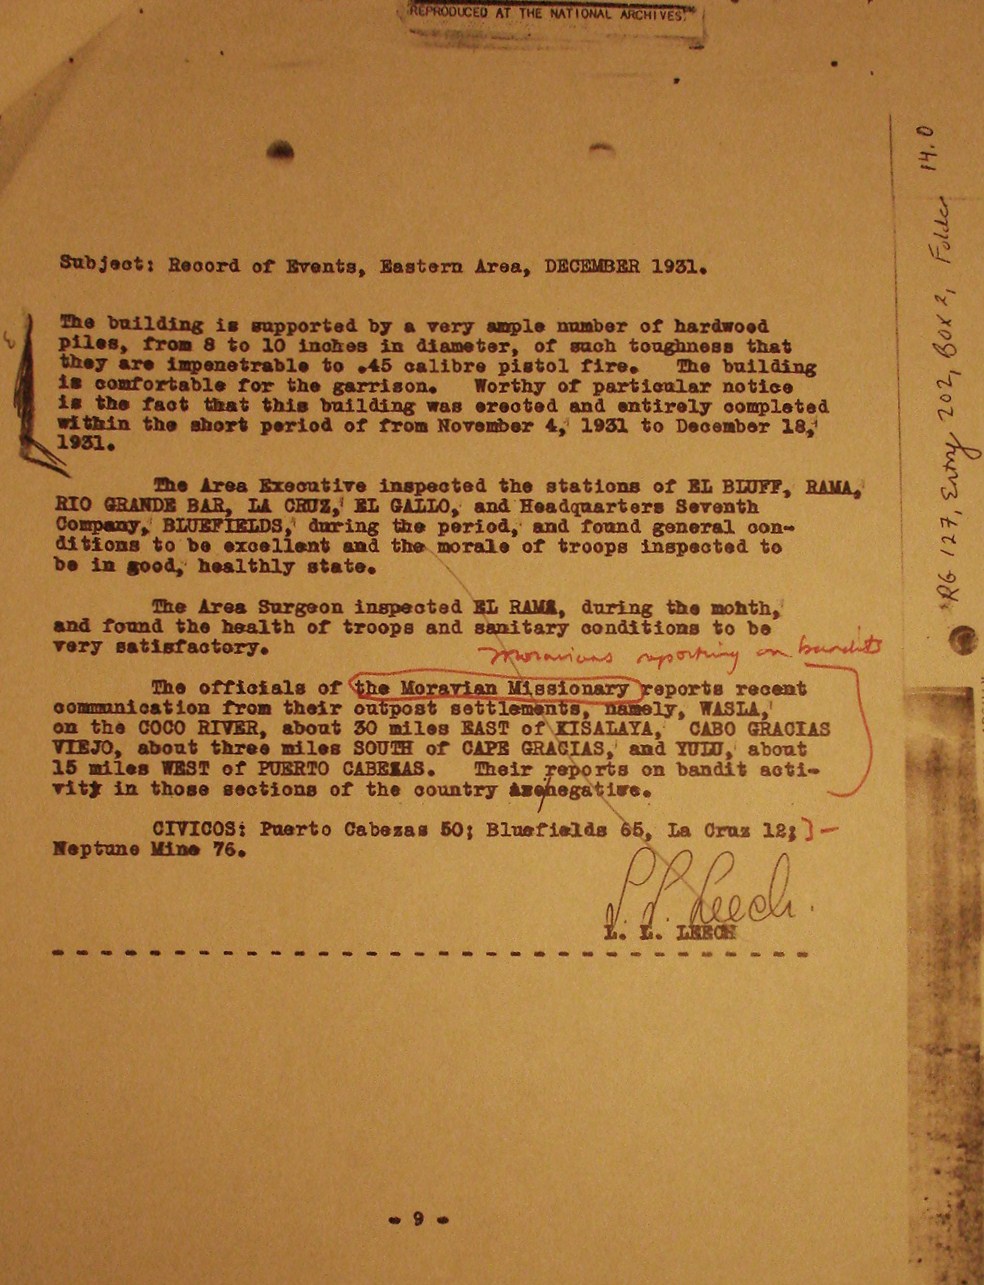 REPRODUCED AT THE NATIONAL ARCHIVES
Subject: Record of Events, Eastern Area, DECEMBER 1931.
The building is supported by a very ample number of hardwood
piles, from 8 to 10 inches in diameter, of such toughness that
they are impenetrable to .45 calibre pistol fire. The building
is comfortable for the garrison. Worthy of particular notice
is the fact that this building was erected and entirely completed
within the short period of from November 4, 1931 to December 18,
1931.
The Area Executive inspected the stations of EL BLUFF, RAMA,
RIO GRANDE BAR, LA CRUZ, EL GALLO, and Headquarters Seventh
Company, BLUEFIELDS, during the period, and found general con-
ditions to be excellent and the morale of troops inspected to
be in good, healthly state.
The Area Surgeon inspected EL RAMA, during the month,
and found the health of troops and sanitary conditions to be
very satisfactory.
Moravians reporting on bandits
The officials of the Moravian Missionary reports recent
communication from their outpost settlements, namely, WASLA,
on the COCO RIVER, about 30 miles EAST of KISALAYA, CABO GRACIAS
VIEJO, about three miles SOUTH of CAPE GRACIAS, and YULU, about
15 miles WEST of PUERTO CABEZAS. Their reports on bandit acti-
vity in those sections of the country are negative.
CIVICOS: Puerto Cabezas 50; Bluefields 65, La Cruz 12;
Neptune Mine 76.
L. L. Leech.
L. L. LEECH
- 9 -
RG 127, Entry 202, Box 2, Folder 14.0